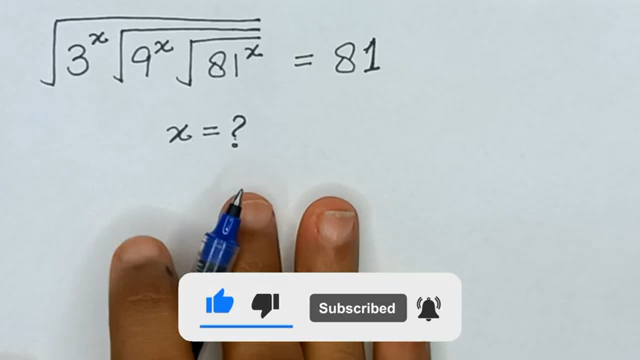 √(3^x √(9^x √(81^x))) = 81
x = ?
Subscribed